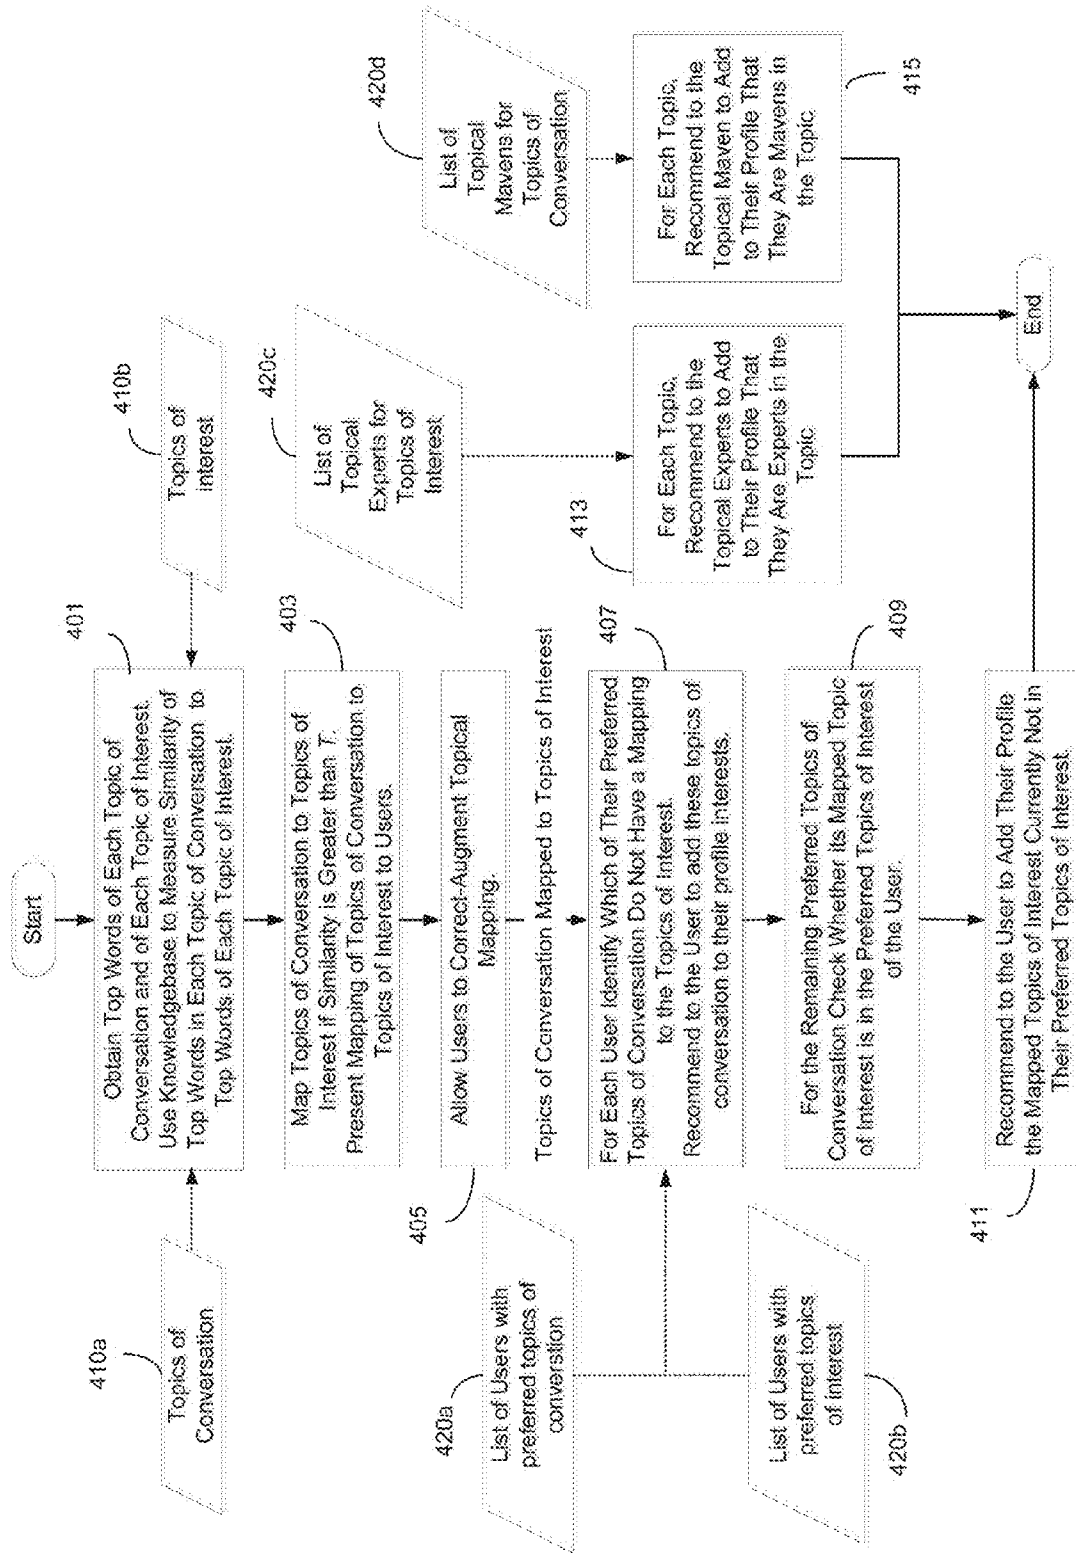 Start
410a
Topics of
Conversation
401
Obtain Top Words of Each Topic of
Conversation and of Each Topic of Interest.
Use Knowledgebase to Measure Similarity of
Top Words in Each Topic of Conversation to
Top Words of Each Topic of Interest.
410b
Topics of
interest
403
Map Topics of Conversation to Topics of
Interest if Similarity is Greater than T.
Present Mapping of Topics of Conversation to
Topics of Interest to Users.
405
Allow Users to Correct-Augment Topical
Mapping.
Topics of Conversation Mapped to Topics of Interest
420a
List of Users with
preferred topics of
converstion
420b
List of Users with
preferred topics
of interest
407
For Each User Identify Which of Their Preferred
Topics of Conversation Do Not Have a Mapping
to the Topics of Interest.
Recommend to the User to add these topics of
conversation to their profile interests.
409
For the Remaining Preferred Topics of
Conversation Check Whether its Mapped Topic
of Interest is in the Preferred Topics of Interest
of the User.
411
Recommend to the User to Add Their Profile
the Mapped Topics of Interest Currently Not in
Their Preferred Topics of Interest.
420c
List of
Topical
Experts for
Topics of
Interest
413
For Each Topic,
Recommend to the
Topical Experts to Add
to Their Profile That
They Are Experts in the
Topic.
420d
List of
Topical
Mavens for
Topics of
Conversation
415
For Each Topic,
Recommend to the
Topical Maven to Add
to Their Profile That
They Are Mavens in
the Topic.
End